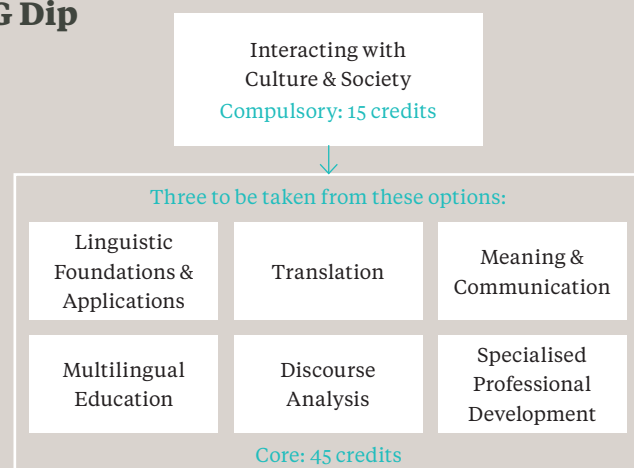 G Dip
Interacting with
Culture & Society
Compulsory: 15 credits
Three to be taken from these options:
Linguistic
Foundations &
Applications
Translation
Meaning &
Communication
Multilingual
Education
Discourse
Analysis
Specialised
Professional
Development
Core: 45 credits